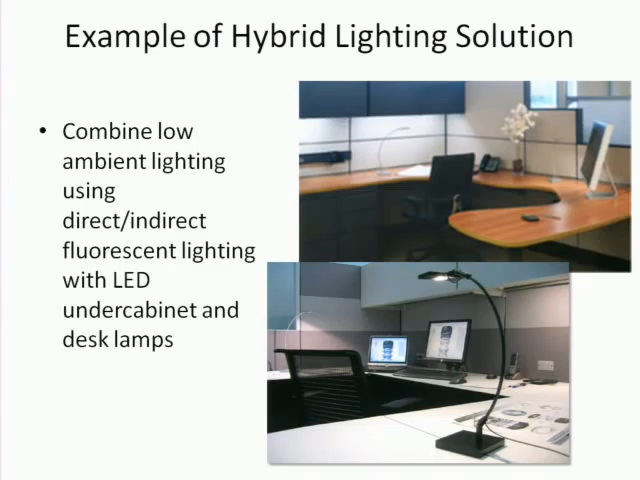 Example of Hybrid Lighting Solution
• Combine low
ambient lighting
using
direct/indirect
fluorescent lighting
with LED
undercabinet and
desk lamps